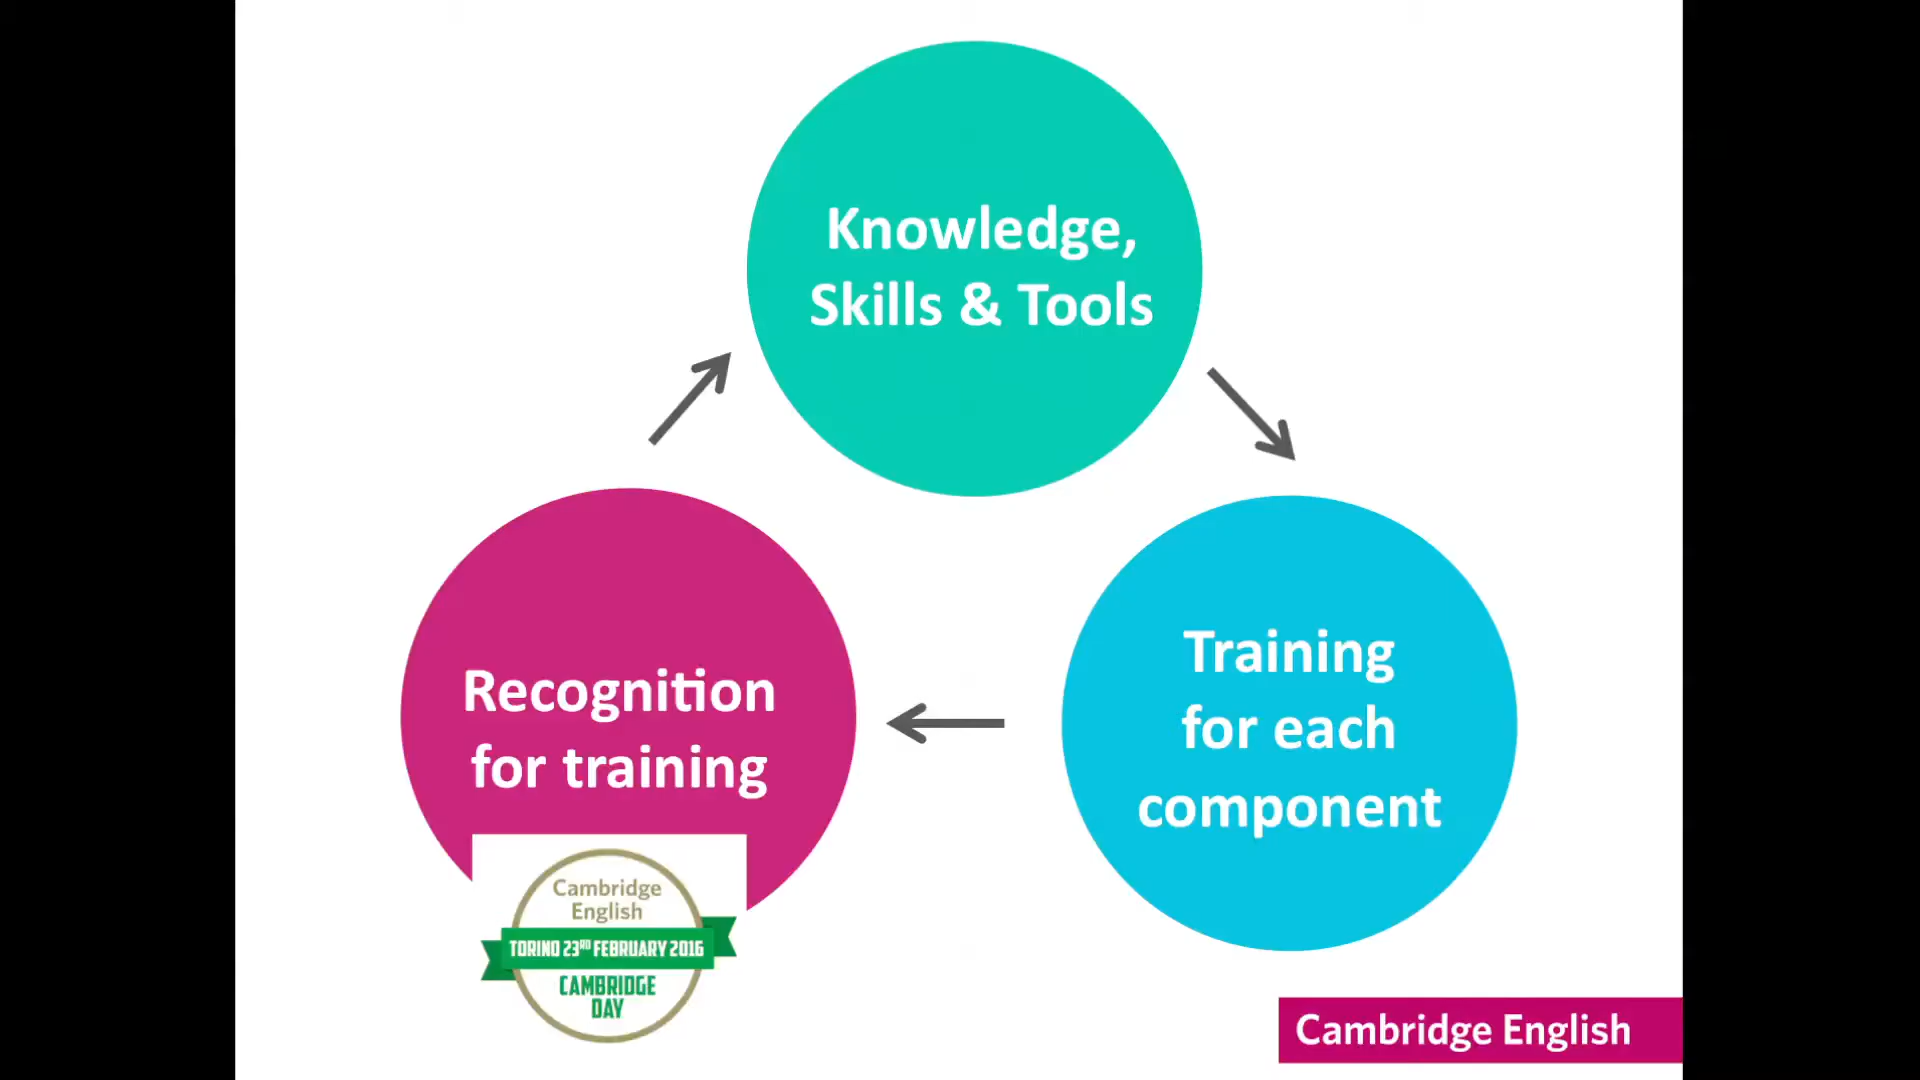 Knowledge,
Skills & Tools
Training
for each
component
Recognition
for training
Cambridge
English
TORINO 23RD FEBRUARY 2016
CAMBRIDGE
DAY
Cambridge English